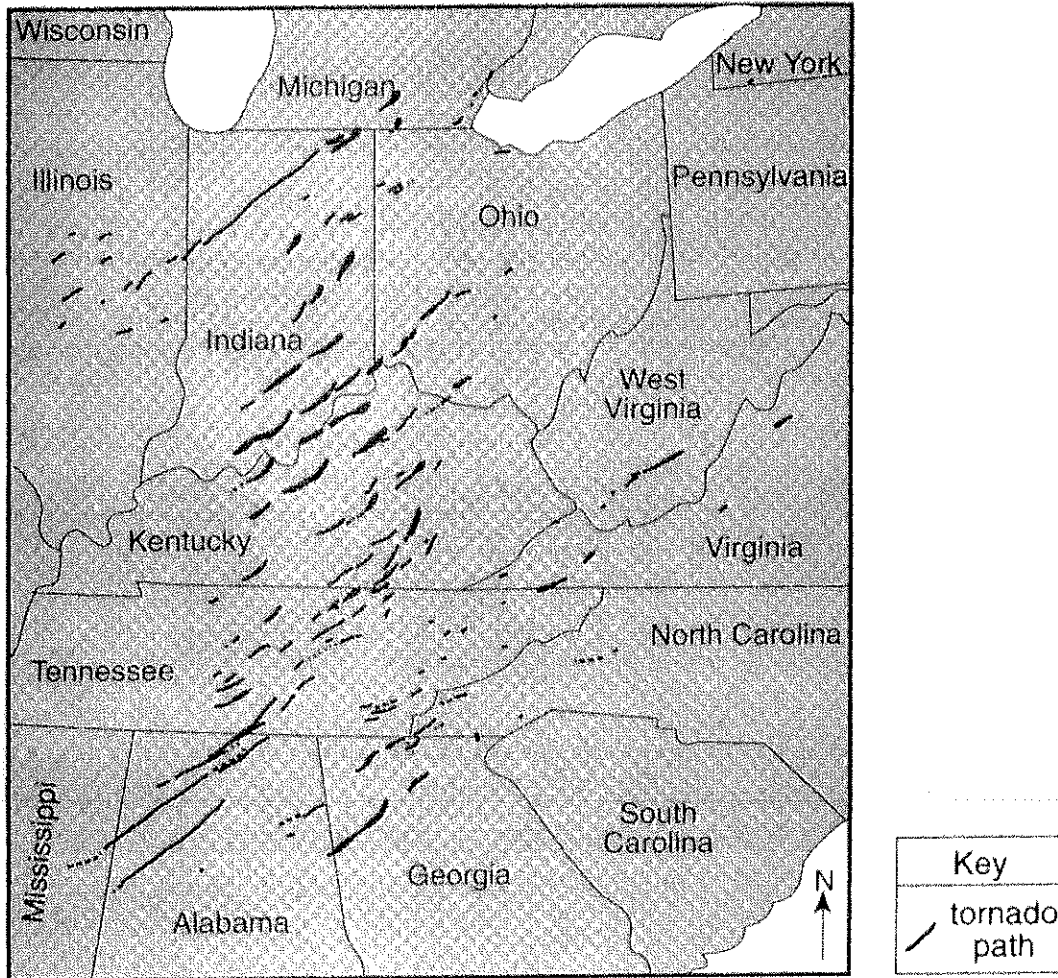 Wisconsin
Michigan
New York
Illinois
Pennsylvania
Ohio
Indiana
West
Virginia
Kentucky
Virginia
North Carolina
Tennessee
Mississippi
South
Carolina
Georgia
Alabama
N
Key
tornado
path